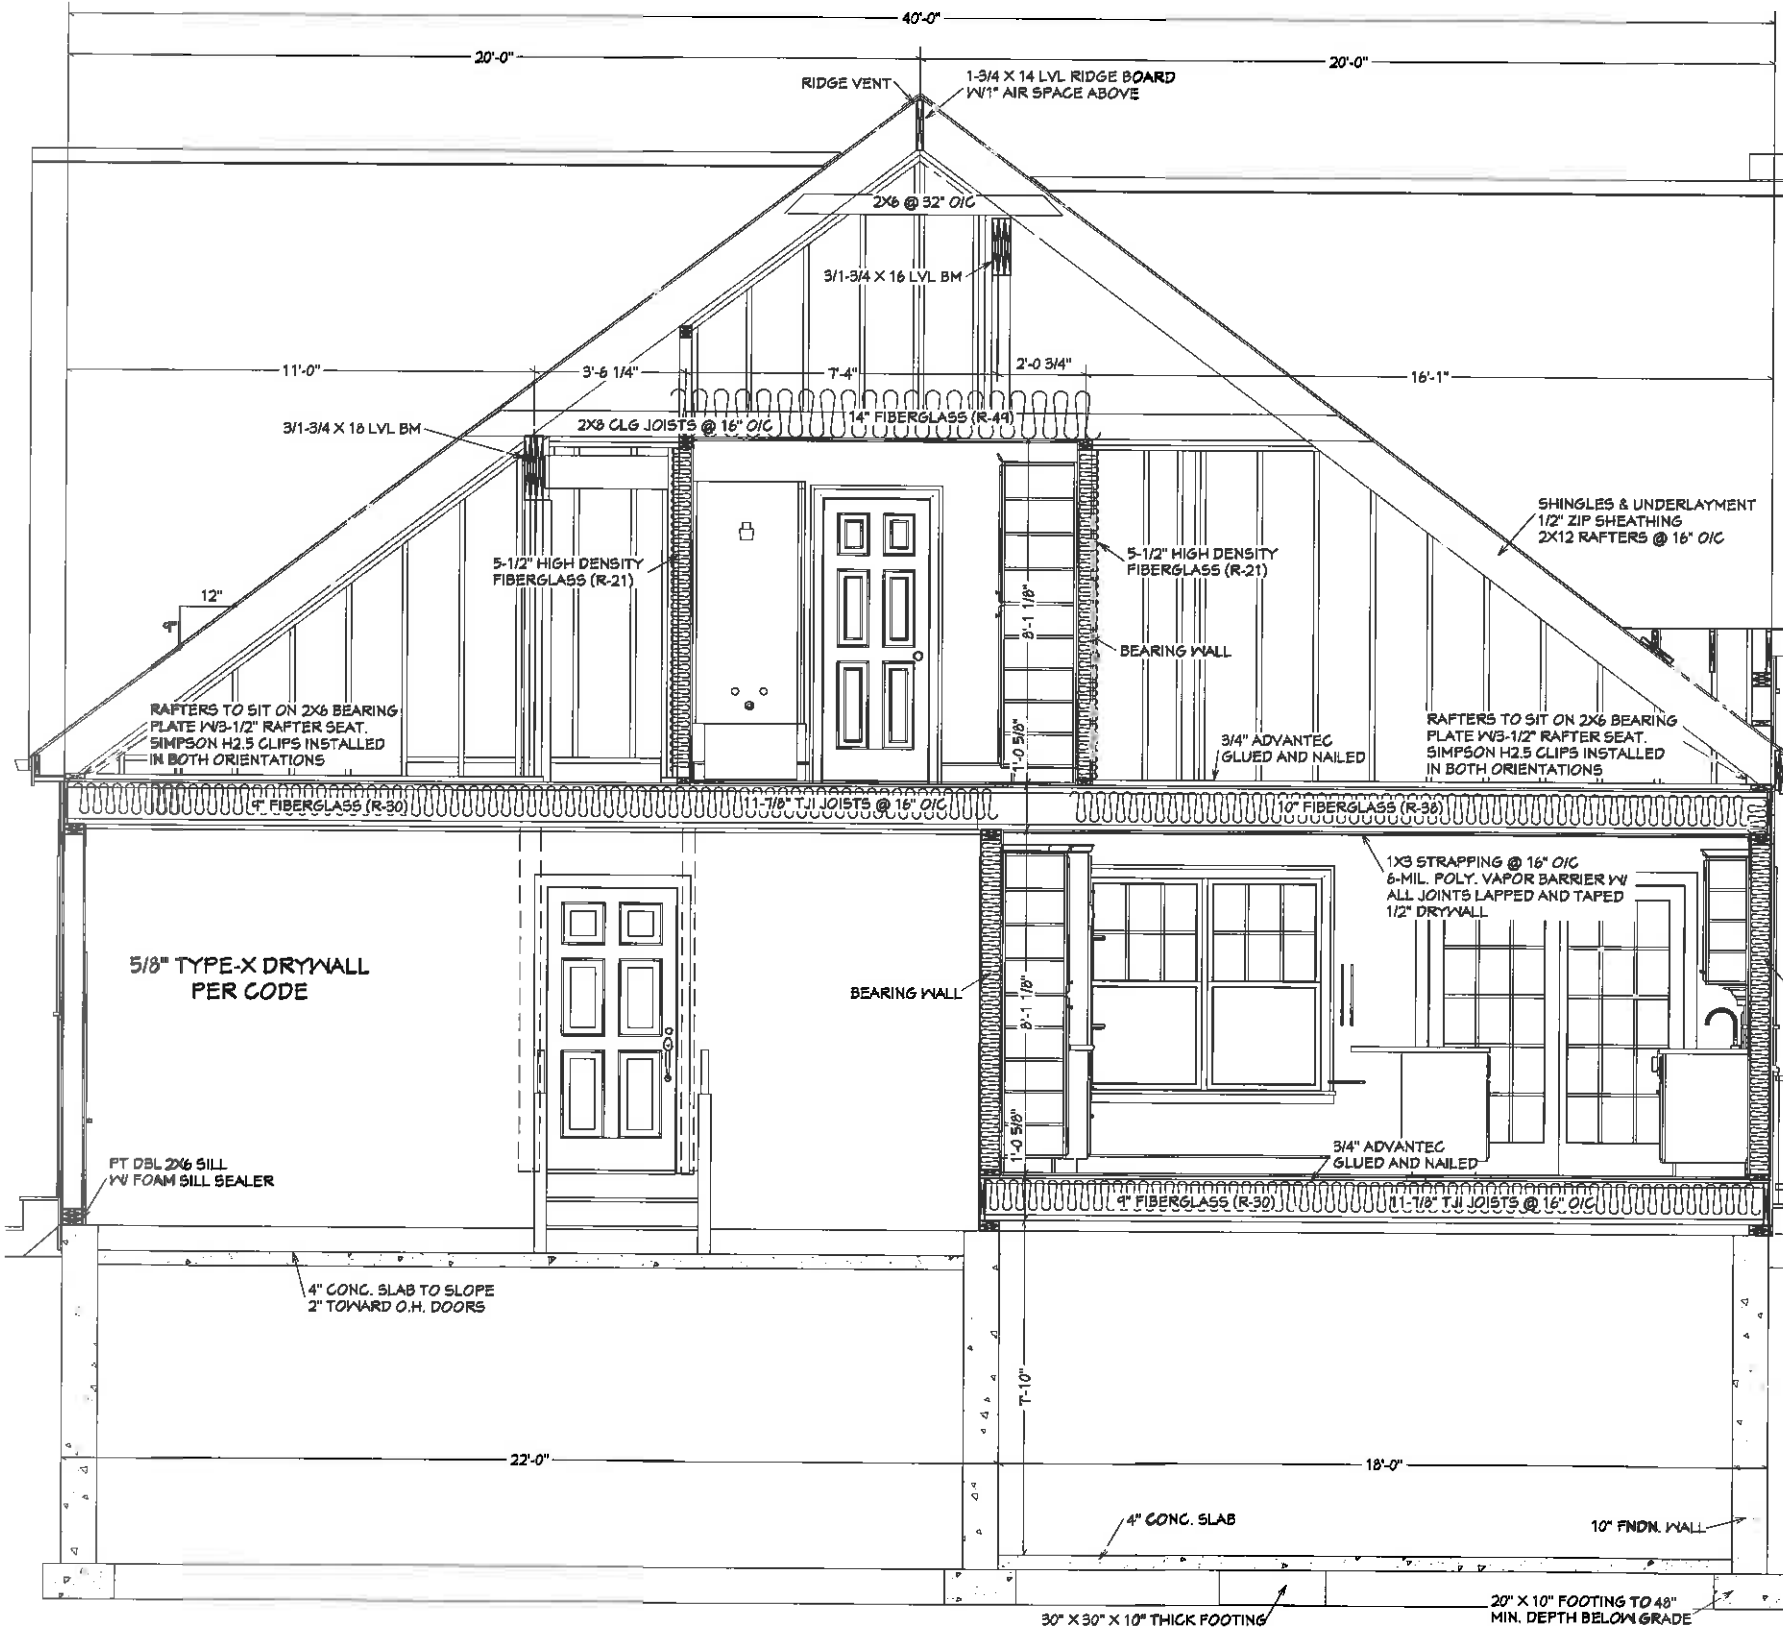 40'-0"
20'-0"
20'-0"
RIDGE VENT
1-3/4 X 14 LVL RIDGE BOARD
W/1" AIR SPACE ABOVE
2X6 @ 32" O/C
3/1-3/4 X 16 LVL BM
11'-0"
3'-6 1/4"
7'-4"
2'-0 3/4"
16'-1"
14" FIBERGLASS (R-49)
3/1-3/4 X 18 LVL BM
2X8 CLG JOISTS @ 16" O/C
SHINGLES & UNDERLAYMENT
1/2" ZIP SHEATHING
2X12 RAFTERS @ 16" O/C
5-1/2" HIGH DENSITY
FIBERGLASS (R-21)
5-1/2" HIGH DENSITY
FIBERGLASS (R-21)
12"
9"
8'-1 1/8"
BEARING WALL
RAFTERS TO SIT ON 2X6 BEARING
PLATE W/3-1/2" RAFTER SEAT.
SIMPSON H2.5 CLIPS INSTALLED
IN BOTH ORIENTATIONS
1'-0 5/8"
3/4" ADVANTEC
GLUED AND NAILED
RAFTERS TO SIT ON 2X6 BEARING
PLATE W/3-1/2" RAFTER SEAT.
SIMPSON H2.5 CLIPS INSTALLED
IN BOTH ORIENTATIONS
9" FIBERGLASS (R-30)
11-7/8" TJI JOISTS @ 16" O/C
10" FIBERGLASS (R-38)
1X3 STRAPPING @ 16" O/C
6-MIL. POLY. VAPOR BARRIER W/
ALL JOINTS LAPPED AND TAPED
1/2" DRYWALL
5/8" TYPE-X DRYWALL
PER CODE
BEARING WALL
8'-1 1/8"
1'-0 5/8"
3/4" ADVANTEC
GLUED AND NAILED
PT DBL 2X6 SILL
W/ FOAM SILL SEALER
9" FIBERGLASS (R-30)
11-7/8" TJI JOISTS @ 16" O/C
4" CONC. SLAB TO SLOPE
2" TOWARD O.H. DOORS
7'-10"
22'-0"
18'-0"
4" CONC. SLAB
10" FNDN. WALL
30" X 30" X 10" THICK FOOTING
20" X 10" FOOTING TO 48"
MIN. DEPTH BELOW GRADE